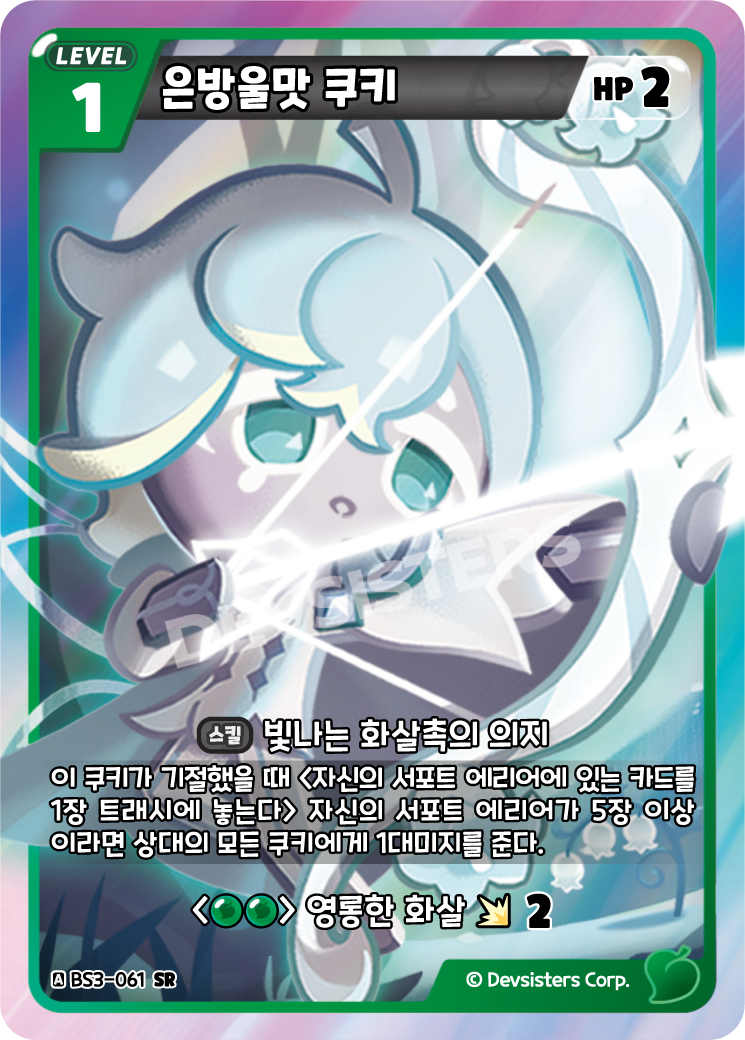 LEVEL
1
은방울맛 쿠키
HP 2
DEVSISTERS
스킬 빛나는 화살촉의 의지
이 쿠키가 기절했을 때 <자신의 서포트 에리어에 있는 카드를
1장 트래시에 놓는다> 자신의 서포트 에리어가 5장 이상
이라면 상대의 모든 쿠키에게 1대미지를 준다.
< > 영롱한 화살 2
A BS3-061 SR
© Devsisters Corp.